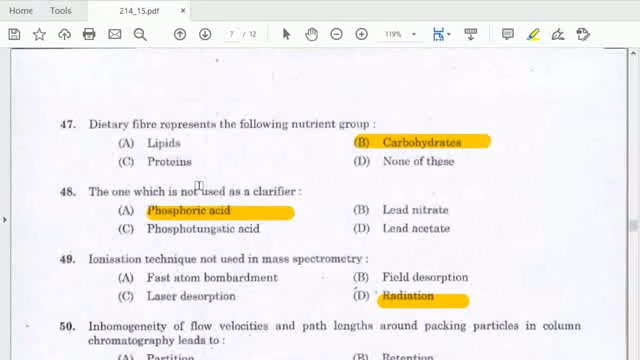 Home Tools 214_15.pdf ×
7 / 12 119%
47. Dietary fibre represents the following nutrient group :
(A) Lipids (B) Carbohydrates
(C) Proteins (D) None of these
48. The one which is not used as a clarifier :
(A) Phosphoric acid (B) Lead nitrate
(C) Phosphotungstic acid (D) Lead acetate
49. Ionisation technique not used in mass spectrometry :
(A) Fast atom bombardment (B) Field desorption
(C) Laser desorption (D) Radiation
50. Inhomogeneity of flow velocities and path lengths around packing particles in column
chromatography leads to :
(A) Partition (B) Retention